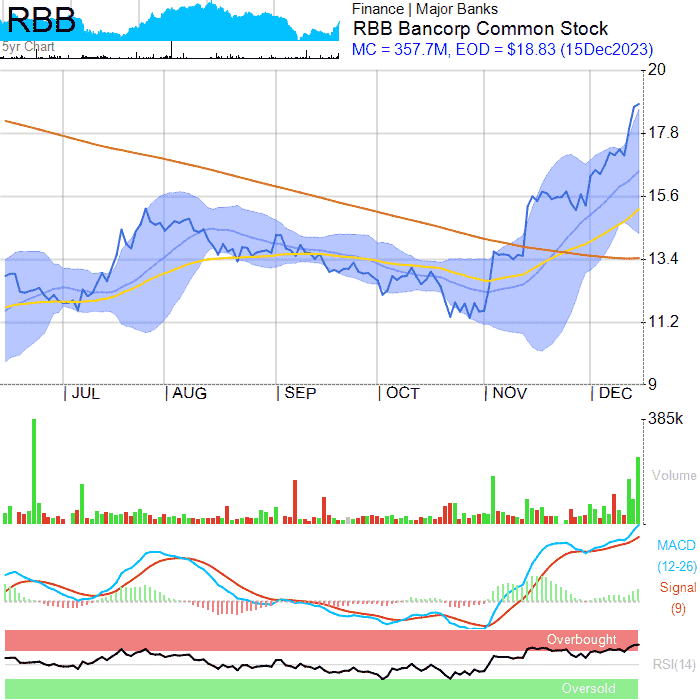 RBB
Finance | Major Banks
RBB Bancorp Common Stock
5yr Chart
MC = 357.7M, EOD = $18.83 (15Dec2023)
20
17.8
15.6
13.4
11.2
9
| JUL | AUG | SEP | OCT | NOV | DEC
385k
Volume
MACD
(12-26)
Signal
(9)
Overbought
RSI(14)
Oversold